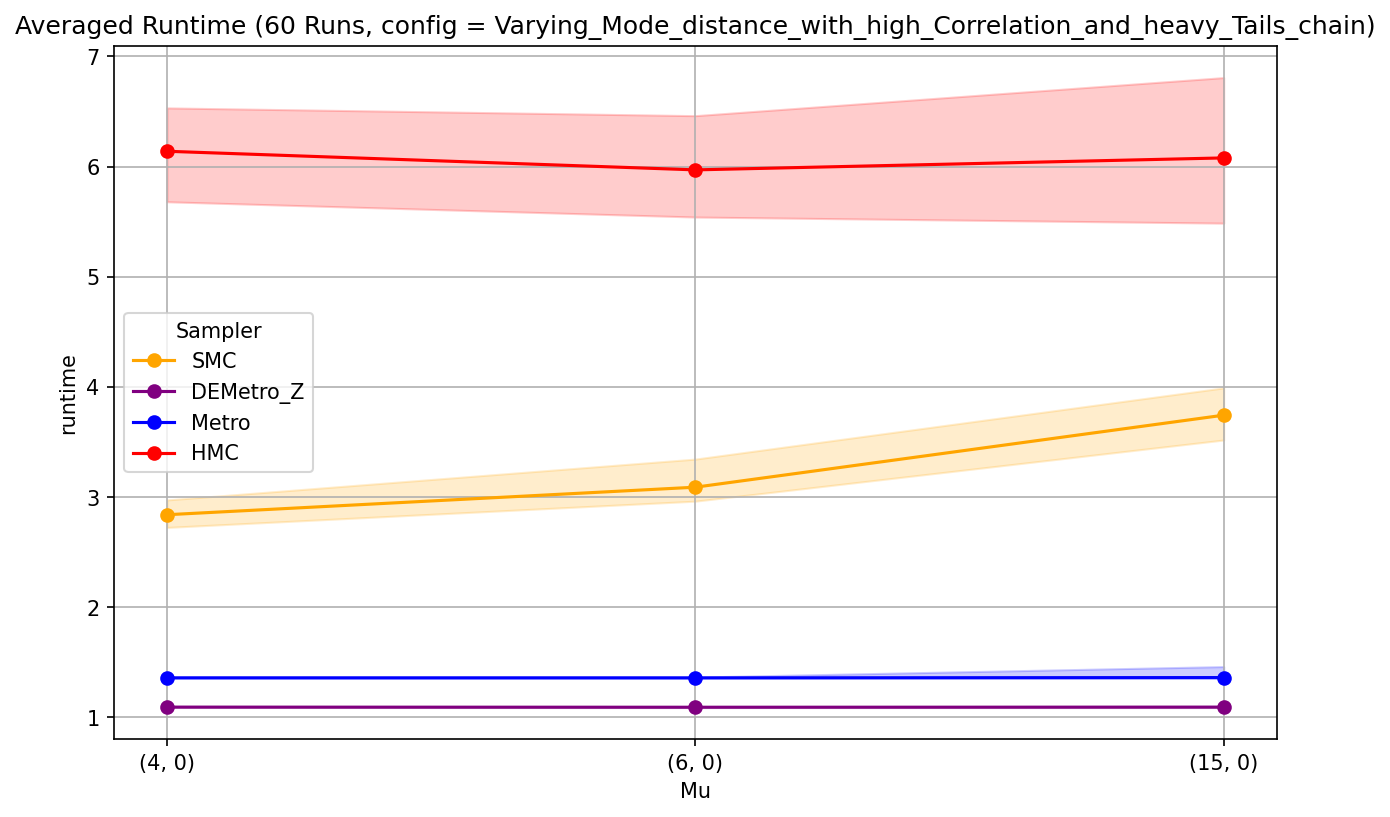 Averaged Runtime (60 Runs, config = Varying_Mode_distance_with_high_Correlation_and_heavy_Tails_chain)
7
6
5
4
3
2
1
runtime
Sampler
SMC
DEMetro_Z
Metro
HMC
(4, 0)
(6, 0)
(15, 0)
Mu